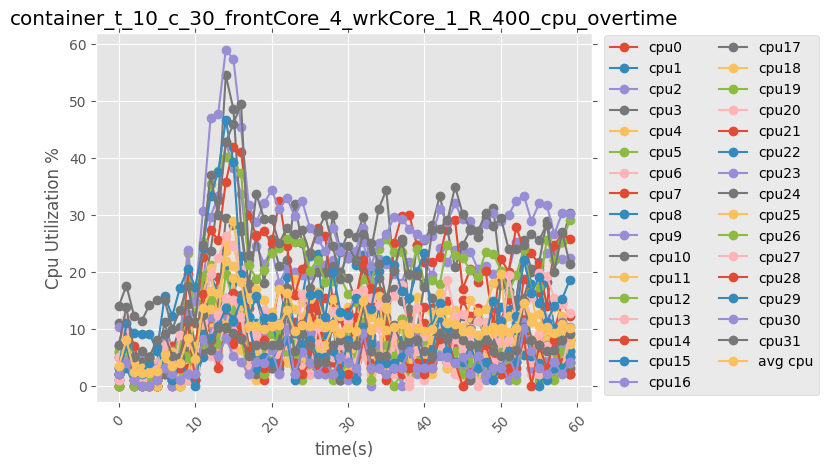 container_t_10_c_30_frontCore_4_wrkCore_1_R_400_cpu_overtime
Cpu Utilization %
60
50
40
30
20
10
0
0
10
20
30
40
50
60
time(s)
cpu0
cpu1
cpu2
cpu3
cpu4
cpu5
cpu6
cpu7
cpu8
cpu9
cpu10
cpu11
cpu12
cpu13
cpu14
cpu15
cpu16
cpu17
cpu18
cpu19
cpu20
cpu21
cpu22
cpu23
cpu24
cpu25
cpu26
cpu27
cpu28
cpu29
cpu30
cpu31
avg cpu